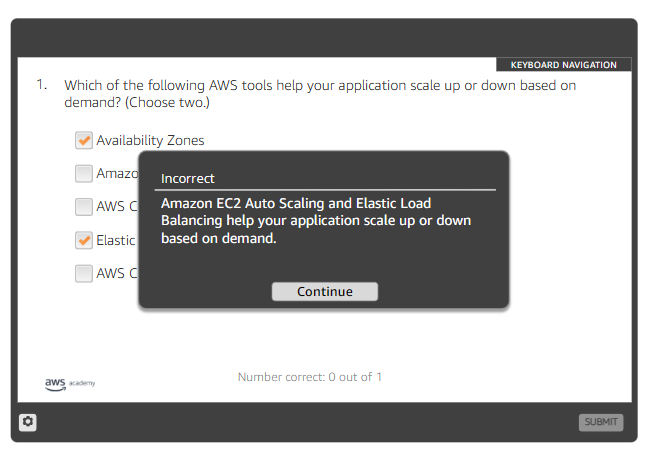 KEYBOARD NAVIGATION
1. Which of the following AWS tools help your application scale up or down based on
demand? (Choose two.)
Availability Zones
Amazo
AWS C
Elastic
AWS C
Incorrect
Amazon EC2 Auto Scaling and Elastic Load
Balancing help your application scale up or down
based on demand.
Continue
Number correct: 0 out of 1
aws academy
SUBMIT